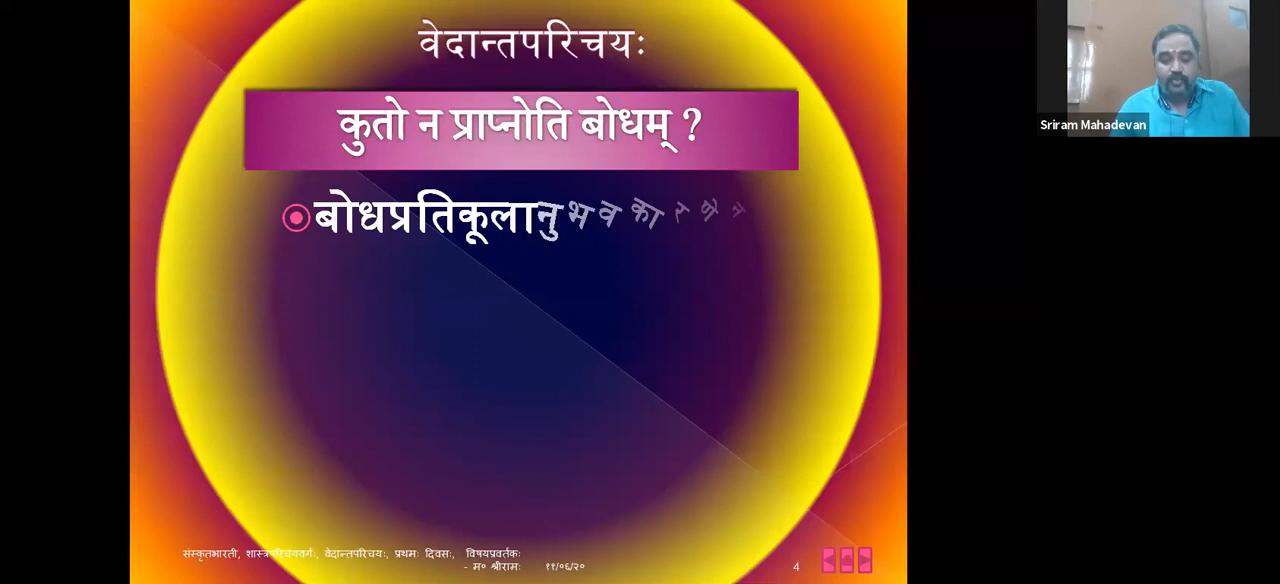 वेदान्तपरिचयः
कुतो न प्राप्नोति बोधम् ?
बोधप्रतिकूलानुभवका
संस्कृतभारती, शास्त्रपरिचयवर्गः, वेदान्तपरिचयः, प्रथमः दिवसः, विषयप्रवर्तकः
- म० श्रीरामः ११/०६/२०
4
Sriram Mahadevan